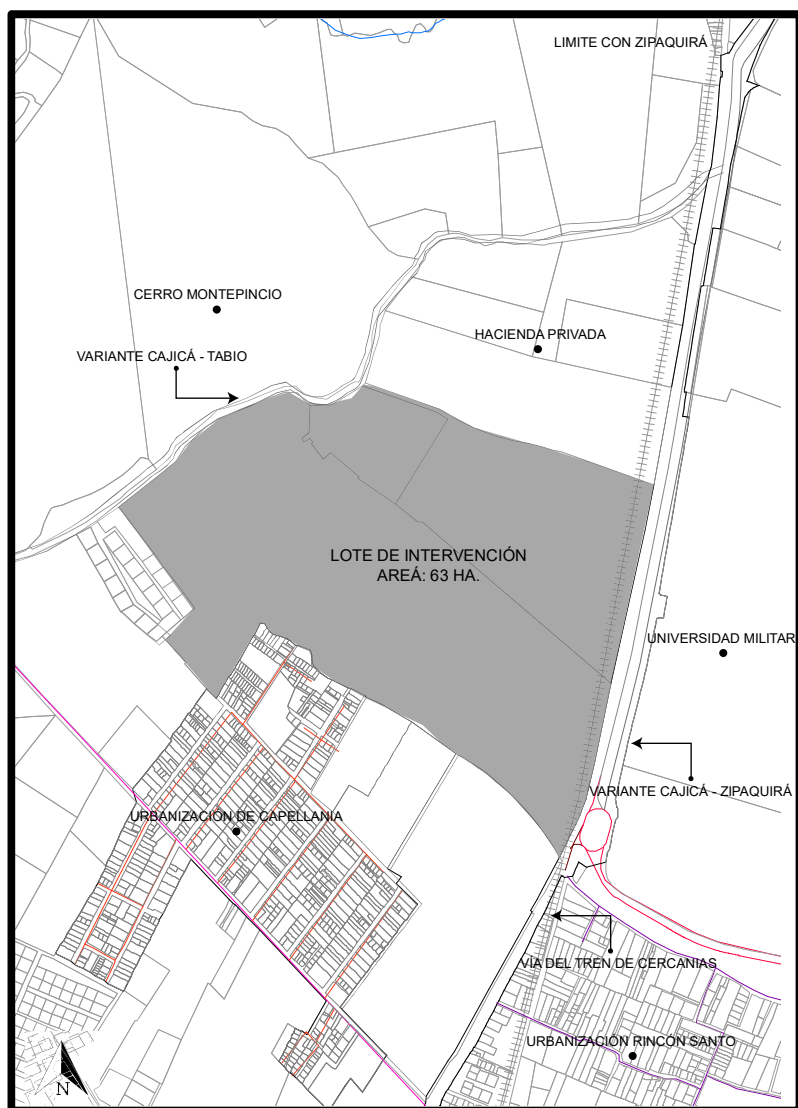 LIMITE CON ZIPAQUIRÁ
CERRO MONTEPINCIO
HACIENDA PRIVADA
VARIANTE CAJICÁ - TABIO
LOTE DE INTERVENCIÓN
AREÁ: 63 HA.
UNIVERSIDAD MILITAR
VARIANTE CAJICÁ - ZIPAQUIRÁ
URBANIZACIÓN DE CAPELLANIA
VÍA DEL TREN DE CERCANIAS
URBANIZACIÓN RINCÓN SANTO
N